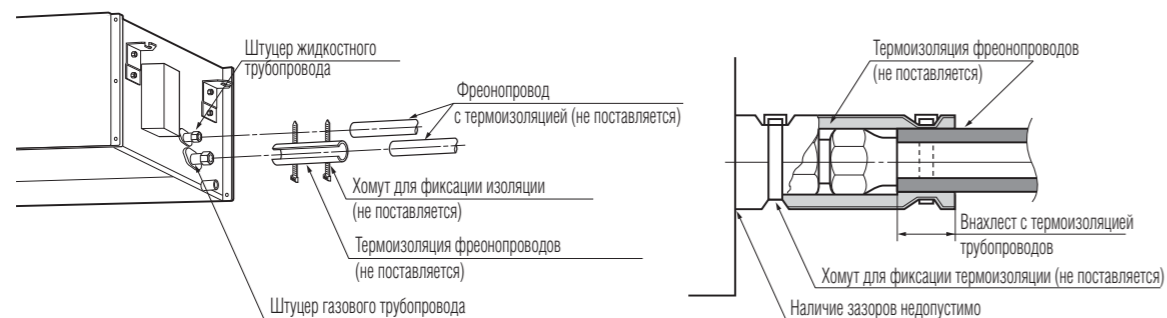 Штуцер жидкостного
трубопровода
Фреонопровод
с термоизоляцией (не поставляется)
Хомут для фиксации изоляции
(не поставляется)
Термоизоляция фреонопроводов
(не поставляется)
Штуцер газового трубопровода
Термоизоляция фреонопроводов
(не поставляется)
Внахлест с термоизоляцией
трубопроводов
Хомут для фиксации термоизоляции (не поставляется)
Наличие зазоров недопустимо